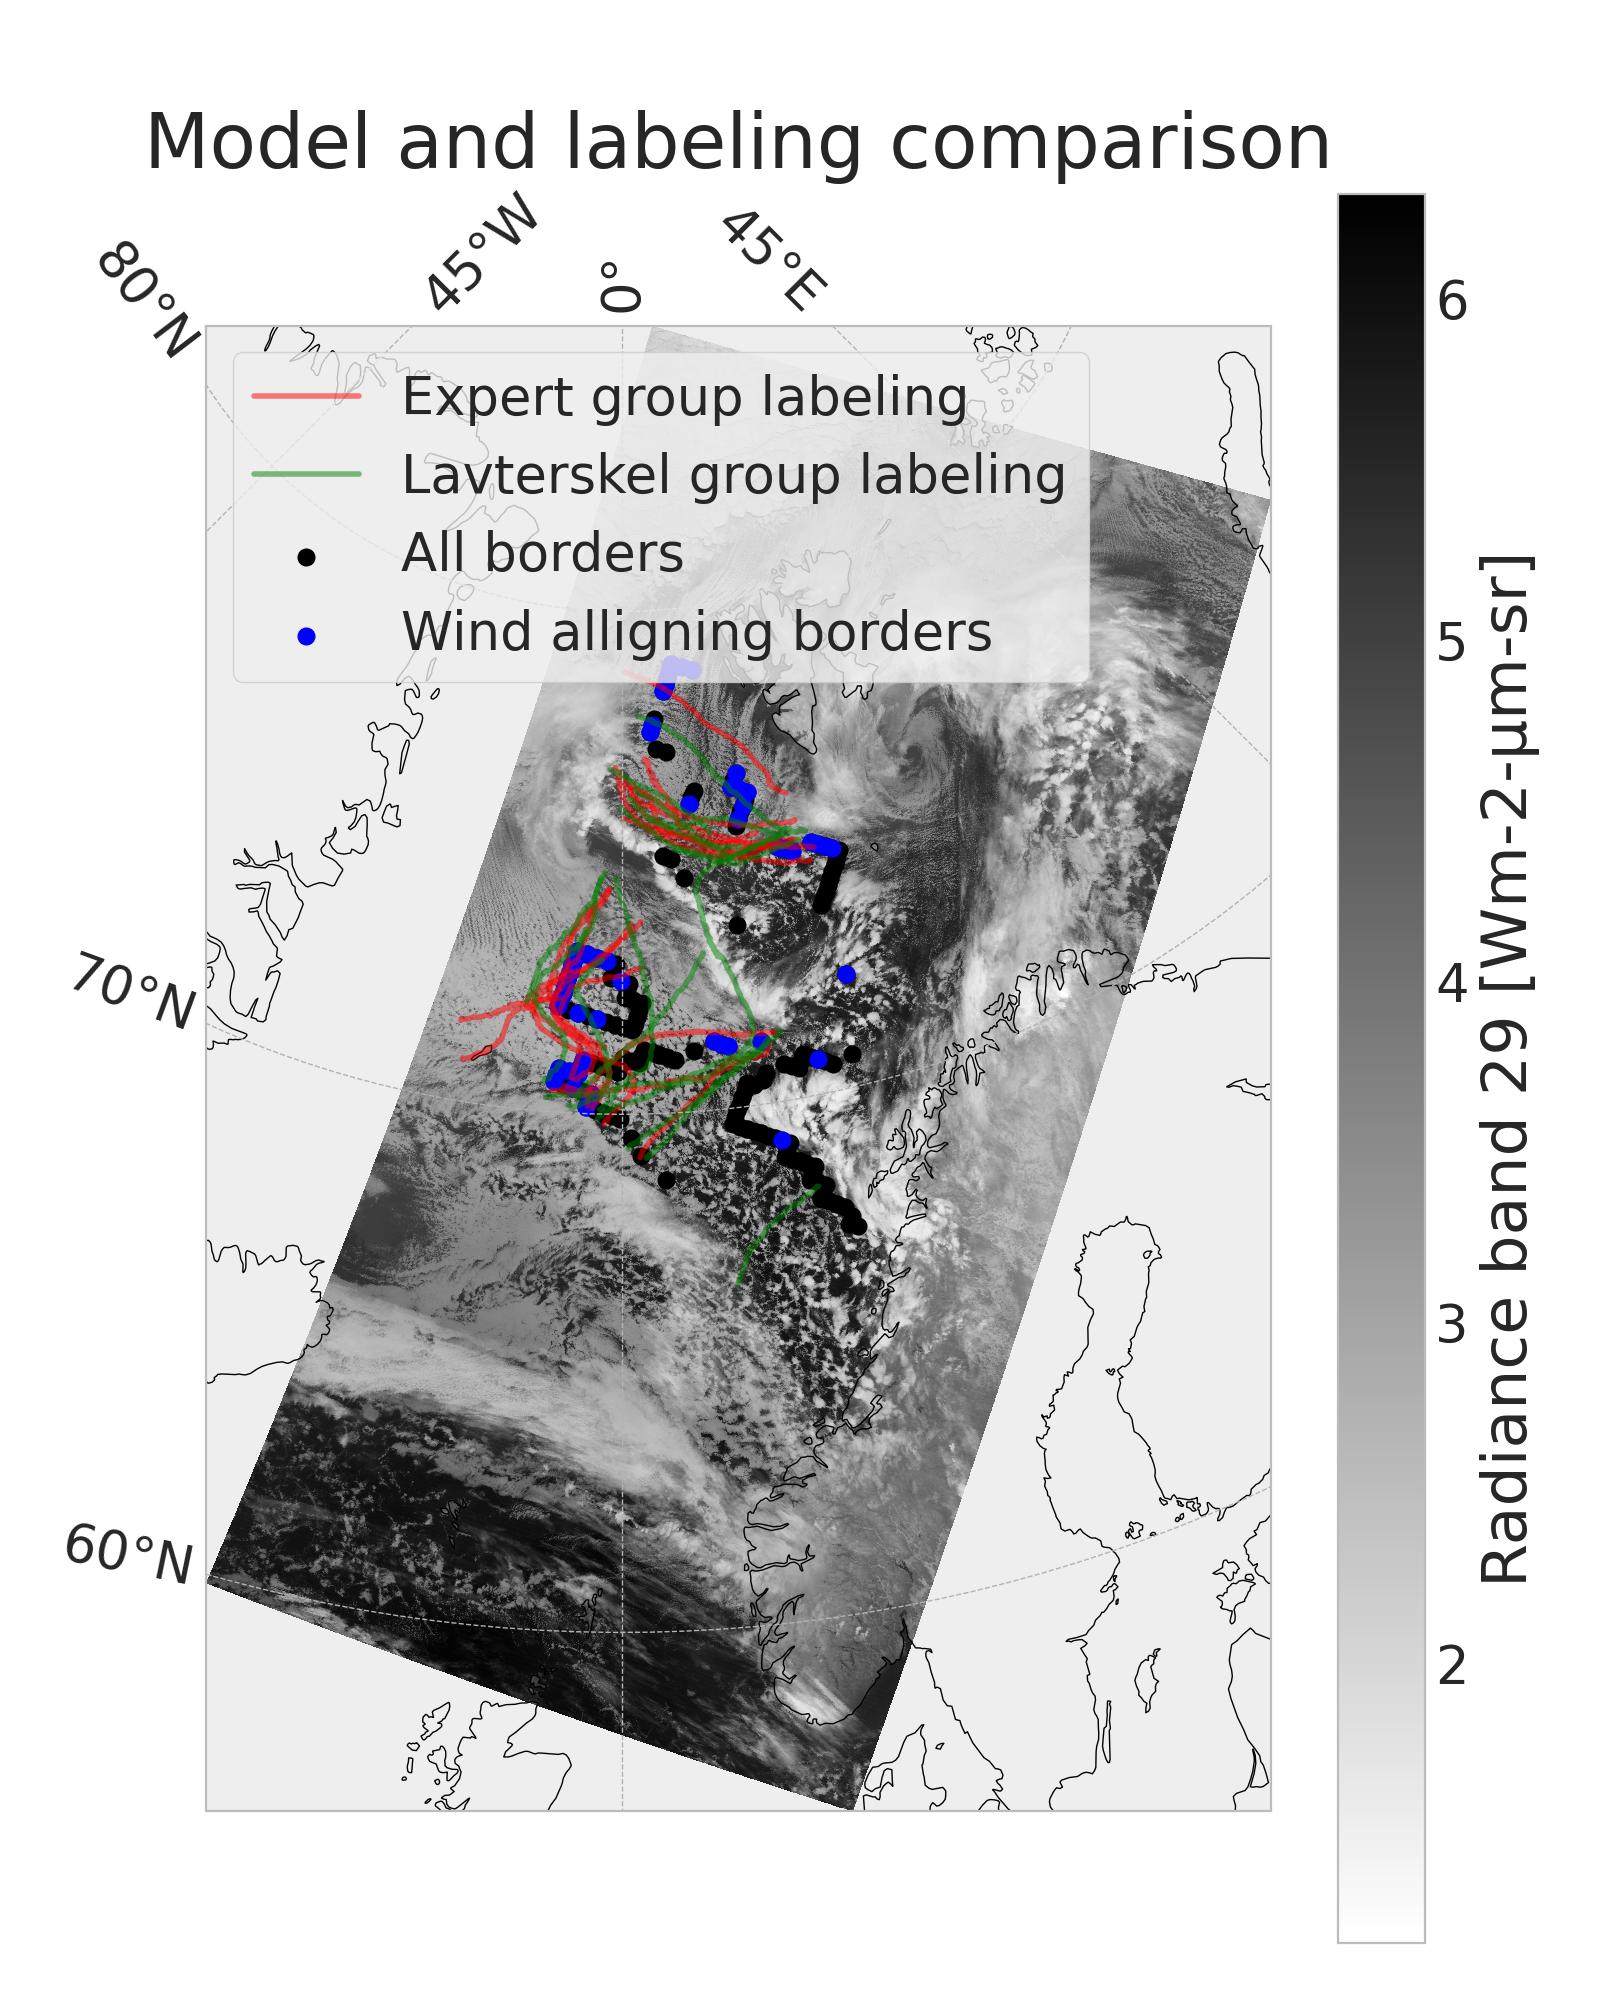 Model and labeling comparison
80°N
45°W
0°
45°E
Expert group labeling
Lavterskel group labeling
All borders
Wind alligning borders
70°N
60°N
6
5
4
3
2
Radiance band 29 [Wm-2-μm-sr]